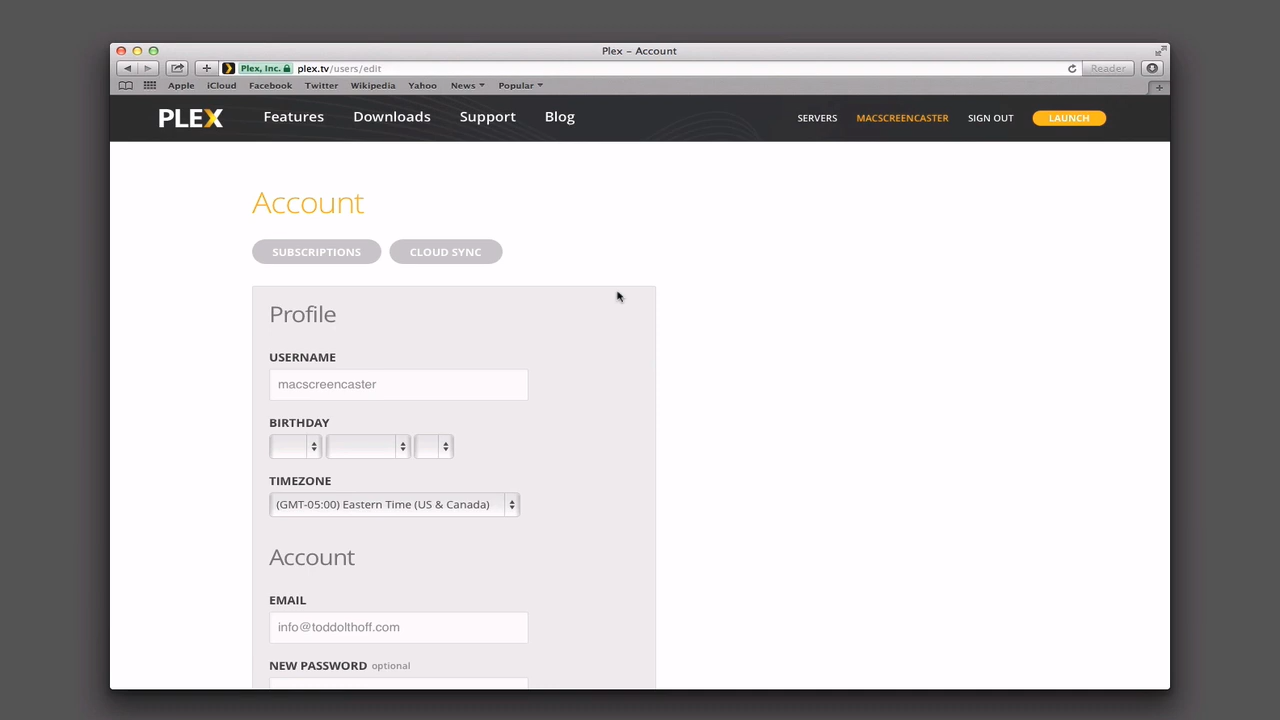 Plex – Account
Plex, Inc. plex.tv/users/edit Reader
Apple iCloud Facebook Twitter Wikipedia Yahoo News Popular
PLEX Features Downloads Support Blog SERVERS MACSCREENCASTER SIGN OUT LAUNCH
Account
SUBSCRIPTIONS CLOUD SYNC
Profile
USERNAME
macscreencaster
BIRTHDAY
TIMEZONE
(GMT-05:00) Eastern Time (US & Canada)
Account
EMAIL
info@toddolthoff.com
NEW PASSWORD optional